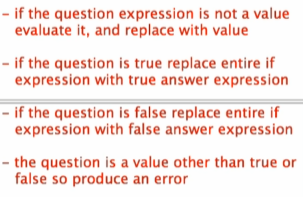 – if the question expression is not a value
evaluate it, and replace with value
– if the question is true replace entire if
expression with true answer expression
– if the question is false replace entire if
expression with false answer expression
– the question is a value other than true or
false so produce an error